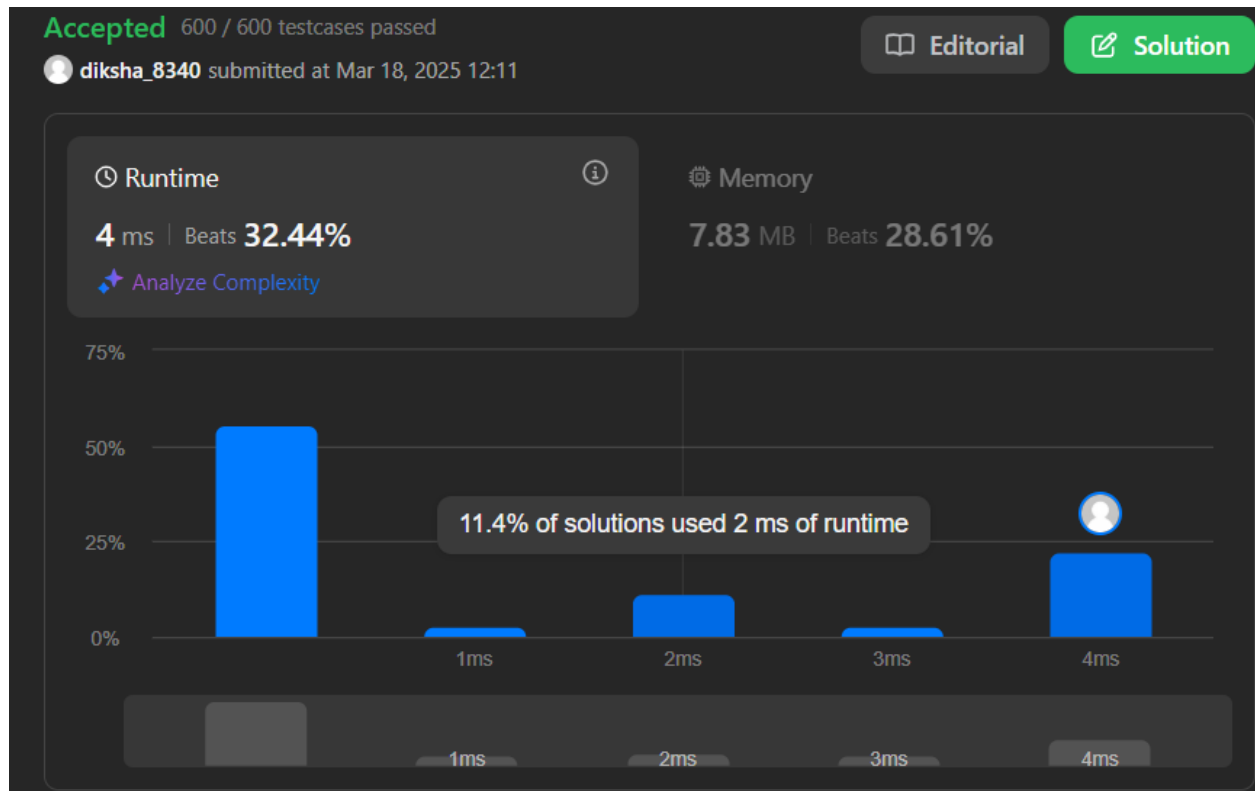 Accepted 600 / 600 testcases passed
Editorial
Solution
diksha_8340 submitted at Mar 18, 2025 12:11
Runtime
Memory
4 ms | Beats 32.44%
7.83 MB | Beats 28.61%
Analyze Complexity
75%
50%
11.4% of solutions used 2 ms of runtime
25%
0%
1ms 2ms 3ms 4ms
1ms 2ms 3ms 4ms